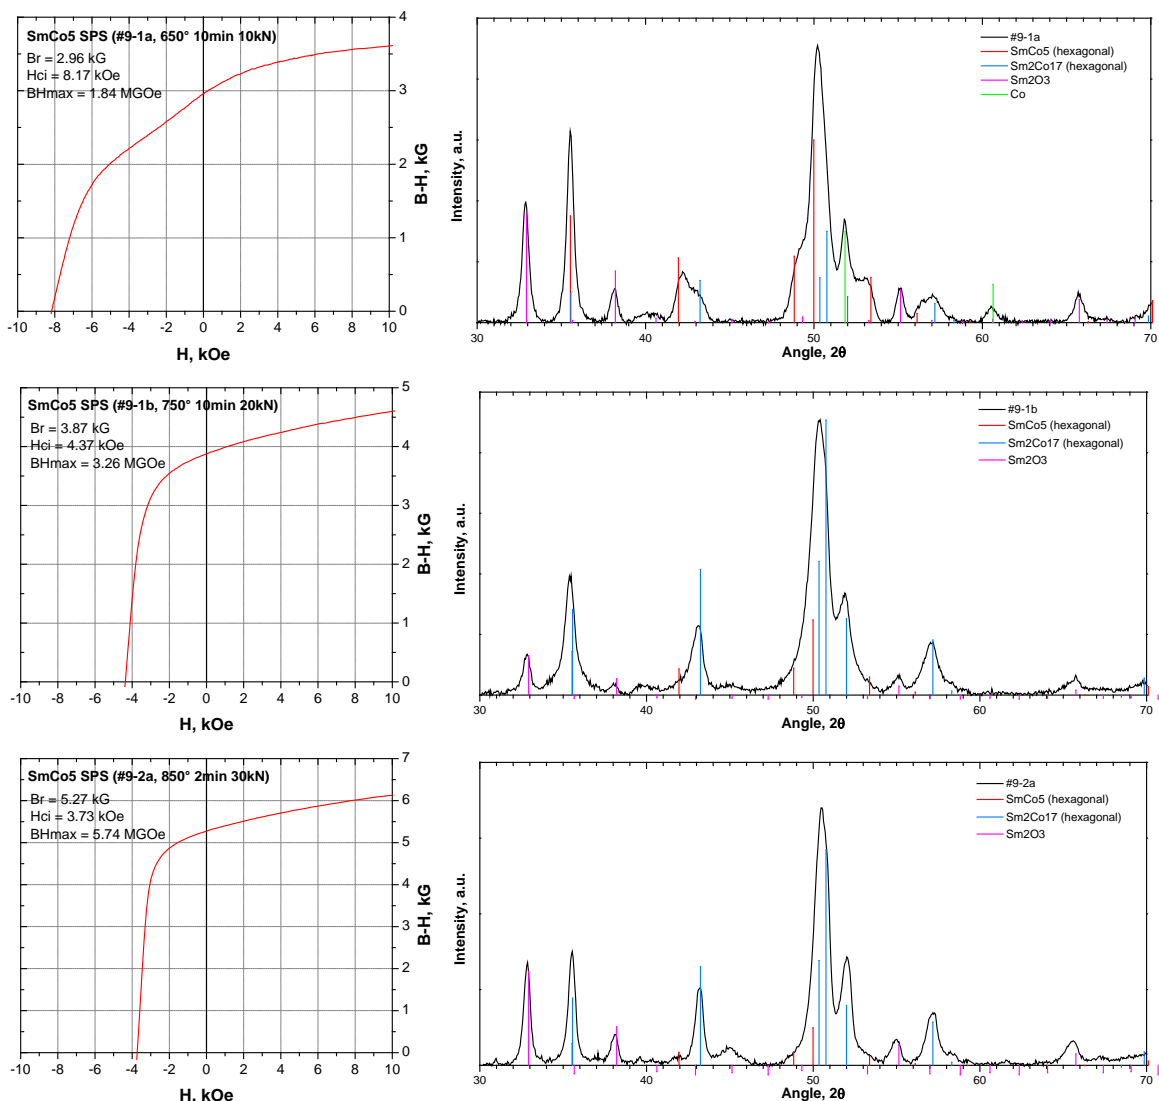 SmCo5 SPS (#9-1a, 650° 10min 10kN)
Br = 2.96 kG
Hci = 8.17 kOe
BHmax = 1.84 MGOe
4
3
2
1
0
B-H, kG
-10 -8 -6 -4 -2 0 2 4 6 8 10
H, kOe
#9-1a
SmCo5 (hexagonal)
Sm2Co17 (hexagonal)
Sm2O3
Co
Intensity, a.u.
30 40 50 60 70
Angle, 2θ
SmCo5 SPS (#9-1b, 750° 10min 20kN)
Br = 3.87 kG
Hci = 4.37 kOe
BHmax = 3.26 MGOe
5
4
3
2
1
0
B-H, kG
-10 -8 -6 -4 -2 0 2 4 6 8 10
H, kOe
#9-1b
SmCo5 (hexagonal)
Sm2Co17 (hexagonal)
Sm2O3
Intensity, a.u.
30 40 50 60 70
Angle, 2θ
SmCo5 SPS (#9-2a, 850° 2min 30kN)
Br = 5.27 kG
Hci = 3.73 kOe
BHmax = 5.74 MGOe
7
6
5
4
3
2
1
0
B-H, kG
-10 -8 -6 -4 -2 0 2 4 6 8 10
H, kOe
#9-2a
SmCo5 (hexagonal)
Sm2Co17 (hexagonal)
Sm2O3
Intensity, a.u.
30 40 50 60 70
Angle, 2θ